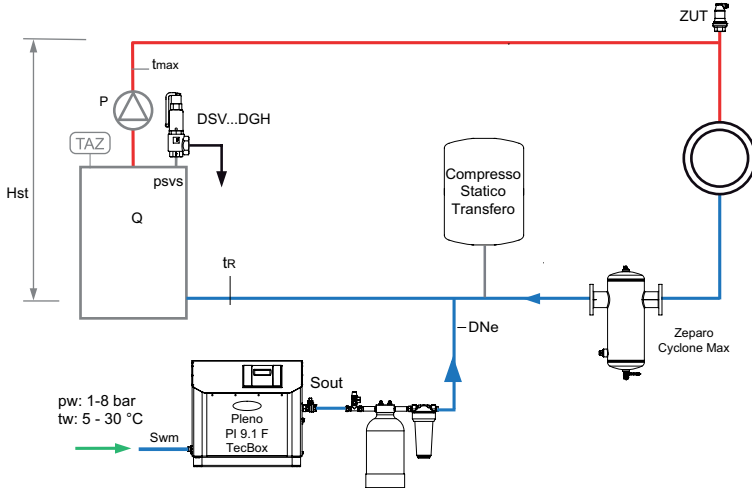 ZUT
tmax
P
DSV...DGH
TAZ
psvs
Hst
Q
Compresso
Statico
Transfero
tR
DNe
Zeparo
Cyclone Max
Sout
pw: 1-8 bar
tw: 5 - 30 °C
Pleno
PI 9.1 F
TecBox
Swm